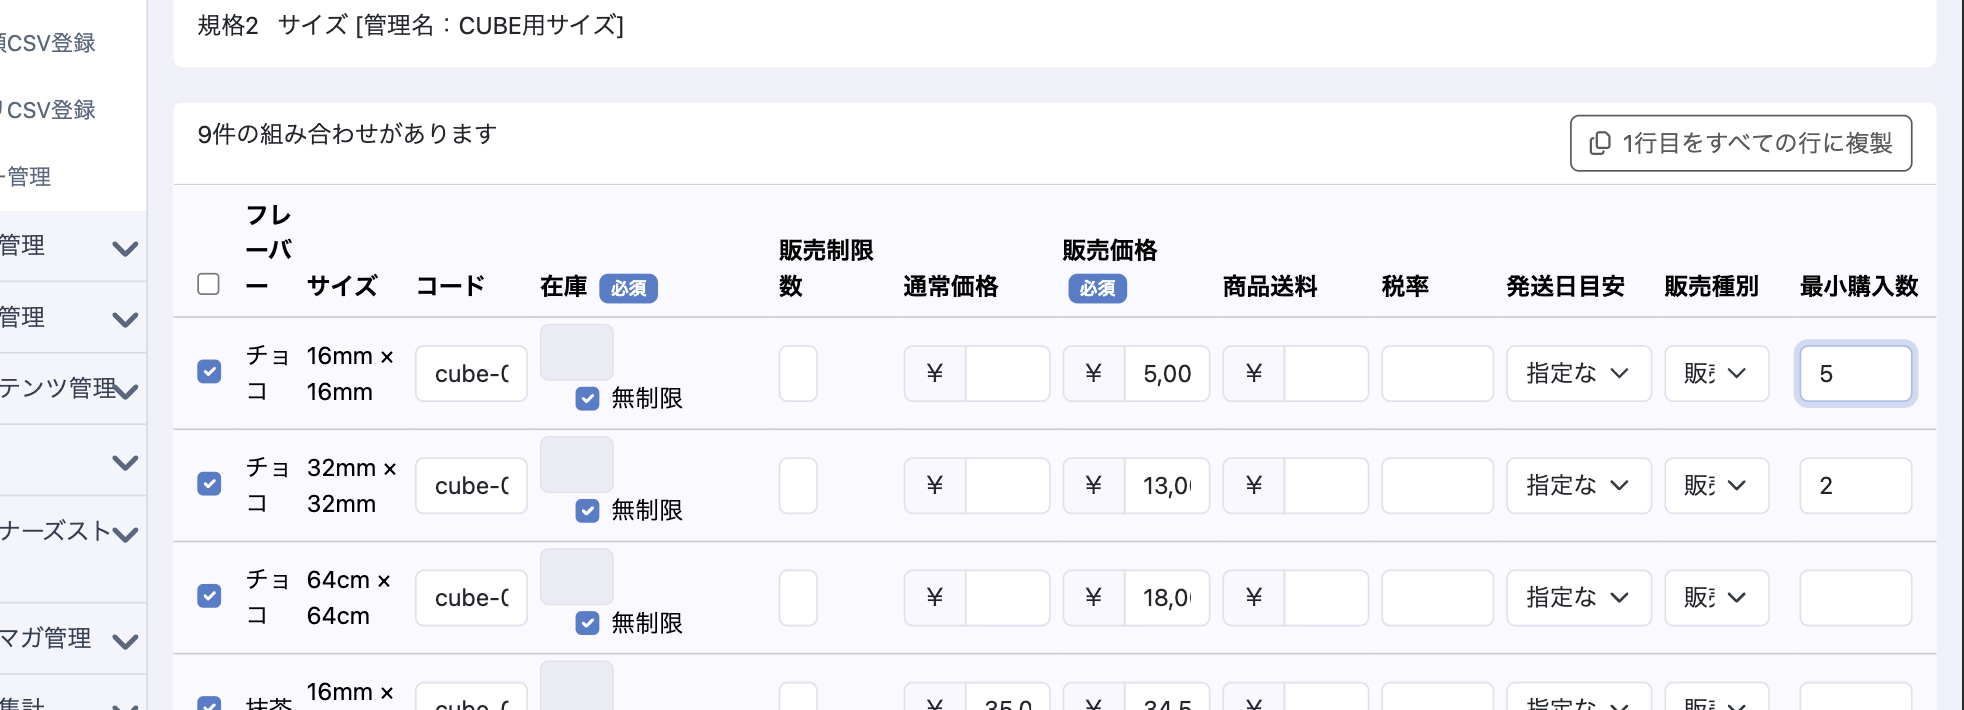 規格2 サイズ [管理名：CUBE用サイズ]
CSV登録
CSV登録
管理
管理
管理
テンツ管理
ナーズスト
マガ管理
集計
9件の組み合わせがあります
1行目をすべての行に複製
フレーバー サイズ コード 在庫 必須 販売制限数 通常価格 販売価格 必須 商品送料 税率 発送日目安 販売種別 最小購入数
チョコ 16mm × 16mm cube-0 無制限 ¥ ¥ 5,00 ¥ 指定な 販売 5
チョコ 32mm × 32mm cube-0 無制限 ¥ ¥ 13,00 ¥ 指定な 販売 2
チョコ 64cm × 64cm cube-0 無制限 ¥ ¥ 18,00 ¥ 指定な 販売
抹茶 16mm × cube-0 ¥ 35,0 ¥ 34,5 ¥ 指定な 販売